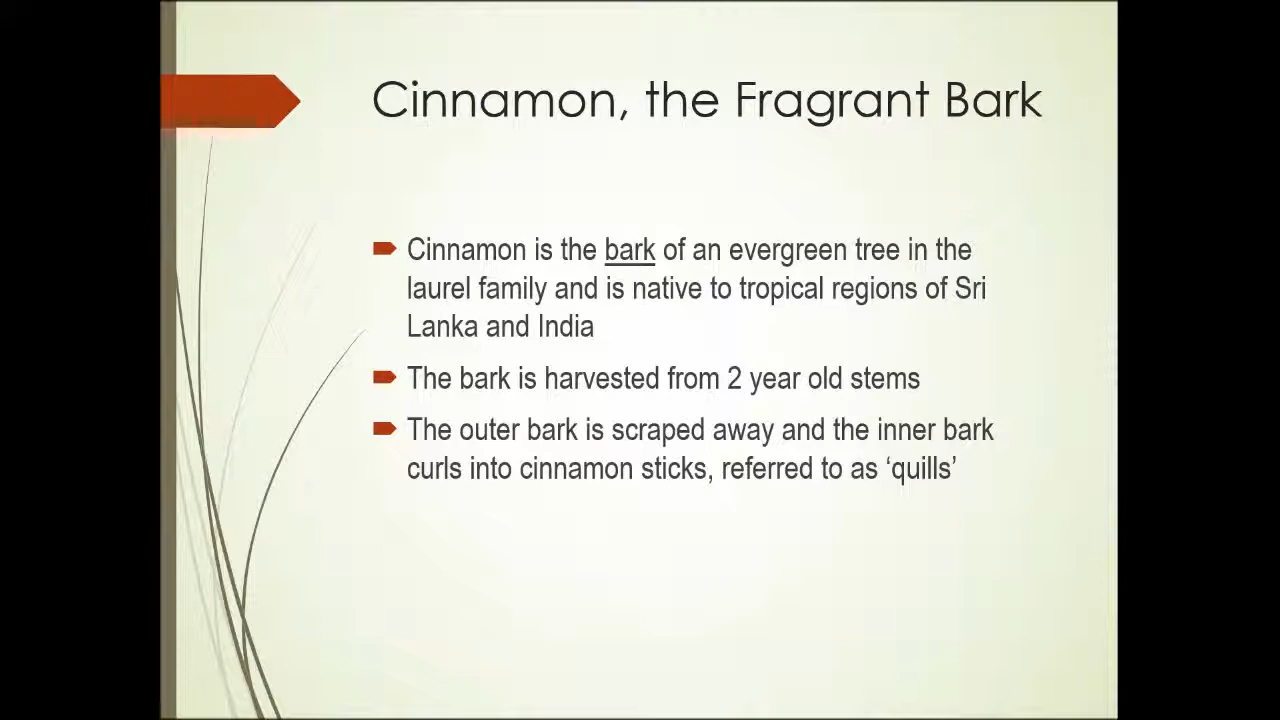 Cinnamon, the Fragrant Bark
Cinnamon is the bark of an evergreen tree in the
laurel family and is native to tropical regions of Sri
Lanka and India
The bark is harvested from 2 year old stems
The outer bark is scraped away and the inner bark
curls into cinnamon sticks, referred to as ‘quills’